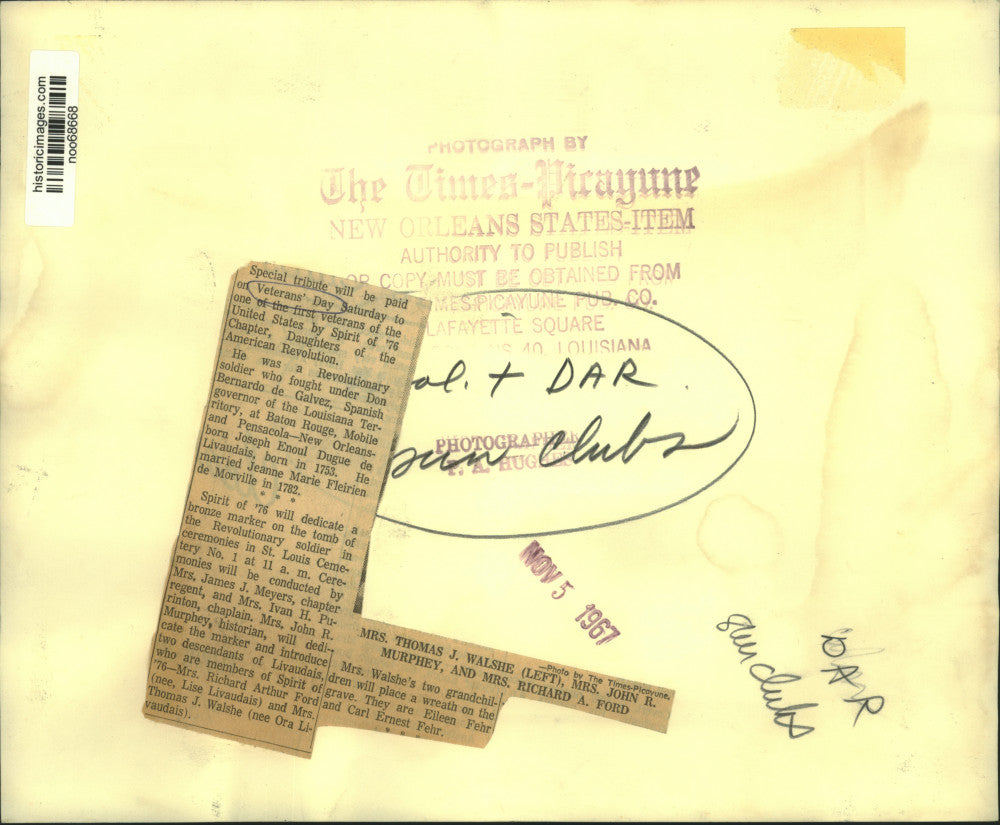 historicimages.com
noo68668
PHOTOGRAPH BY
The Times-Picayune
NEW ORLEANS STATES-ITEM
AUTHORITY TO PUBLISH
OR COPY MUST BE OBTAINED FROM
MES-PICAYUNE PUB. CO.
LAFAYETTE SQUARE
NS 40, LOUISIANA
ol. + DAR
sun Clubs
PHOTOGRAPHER
HUGHES
NOV 5 1967
DAR
sun clubs
Special tribute will be paid
on Veterans' Day Saturday to
one of the first veterans of the
United States by Spirit of '76
Chapter, Daughters of the
American Revolution.
He was a Revolutionary
soldier who fought under Don
Bernardo de Galvez, Spanish
governor of the Louisiana Ter-
ritory, at Baton Rouge, Mobile
and Pensacola—New Orleans-
born Joseph Enoul Dugue de
Livaudais, born in 1753. He
married Jeanne Marie Fleirien
de Morville in 1782.
* * *
Spirit of '76 will dedicate a
bronze marker on the tomb of
the Revolutionary soldier in
ceremonies in St. Louis Ceme-
tery No. 1 at 11 a. m. Cere-
monies will be conducted by
Mrs. James J. Meyers, chapter
regent, and Mrs. Ivan H. Pu-
rinton, chaplain. Mrs. John R.
Murphey, historian, will dedi-
cate the marker and introduce
two descendants of Livaudais,
who are members of Spirit of
'76—Mrs. Richard Arthur Ford
(nee, Lise Livaudais) and Mrs.
Thomas J. Walshe (nee Ora Li-
vaudais).
—Photo by The Times-Picayune.
MRS. THOMAS J. WALSHE (LEFT), MRS. JOHN R.
MURPHEY, AND MRS. RICHARD A. FORD
Mrs. Walshe's two grandchil-
dren will place a wreath on the
grave. They are Eileen Fehr
and Carl Ernest Fehr.
* * *